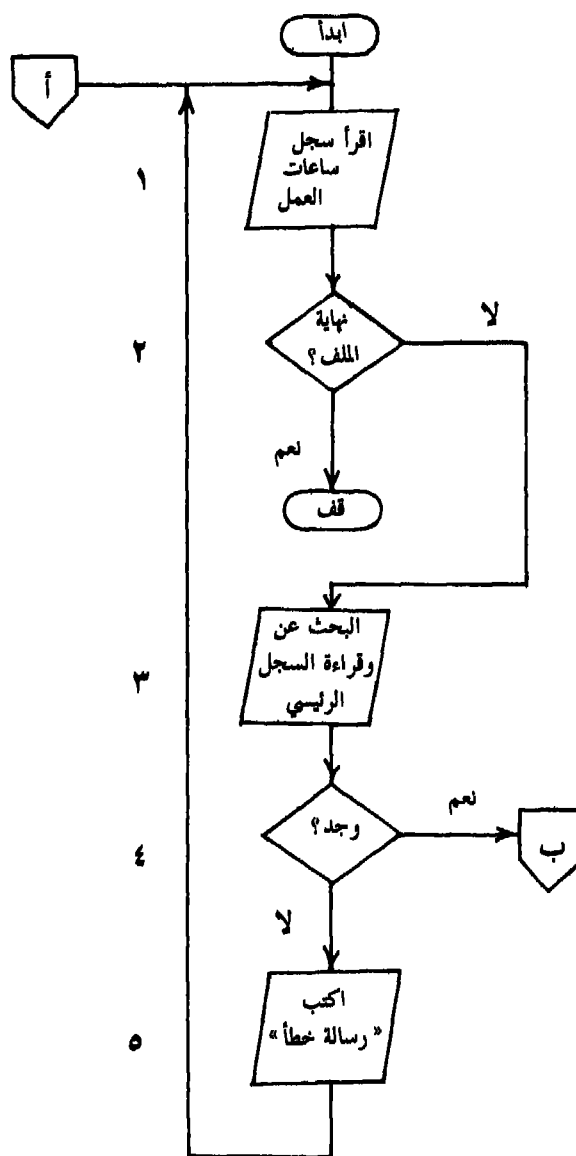 ابدأ
أ
اقرأ سجل
ساعات
العمل
١
نهاية
الملف ؟
لا
٢
نعم
قف
البحث عن
وقراءة السجل
الرئيسي
٣
وجد ؟
نعم
ب
٤
لا
اكتب
« رسالة خطأ »
٥